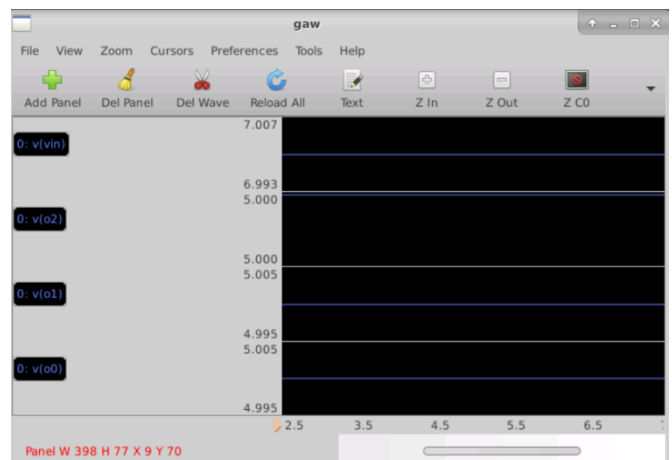 gaw
File View Zoom Cursors Preferences Tools Help
Add Panel Del Panel Del Wave Reload All Text Z In Z Out Z C0
7.007
0: v(vin)
6.993
5.000
0: v(o2)
5.000
5.005
0: v(o1)
4.995
5.005
0: v(o0)
4.995
2.5 3.5 4.5 5.5 6.5
Panel W 398 H 77 X 9 Y 70